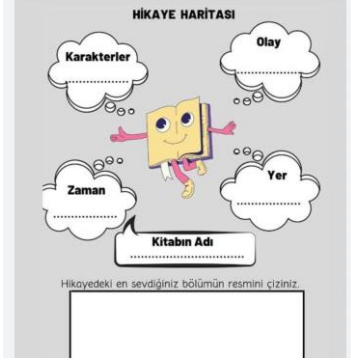 HİKAYE HARİTASI
Karakterler
....................
Olay
....................
Zaman
....................
Yer
....................
Kitabın Adı
..............................
Hikayedeki en sevdiğiniz bölümün resmini çiziniz.